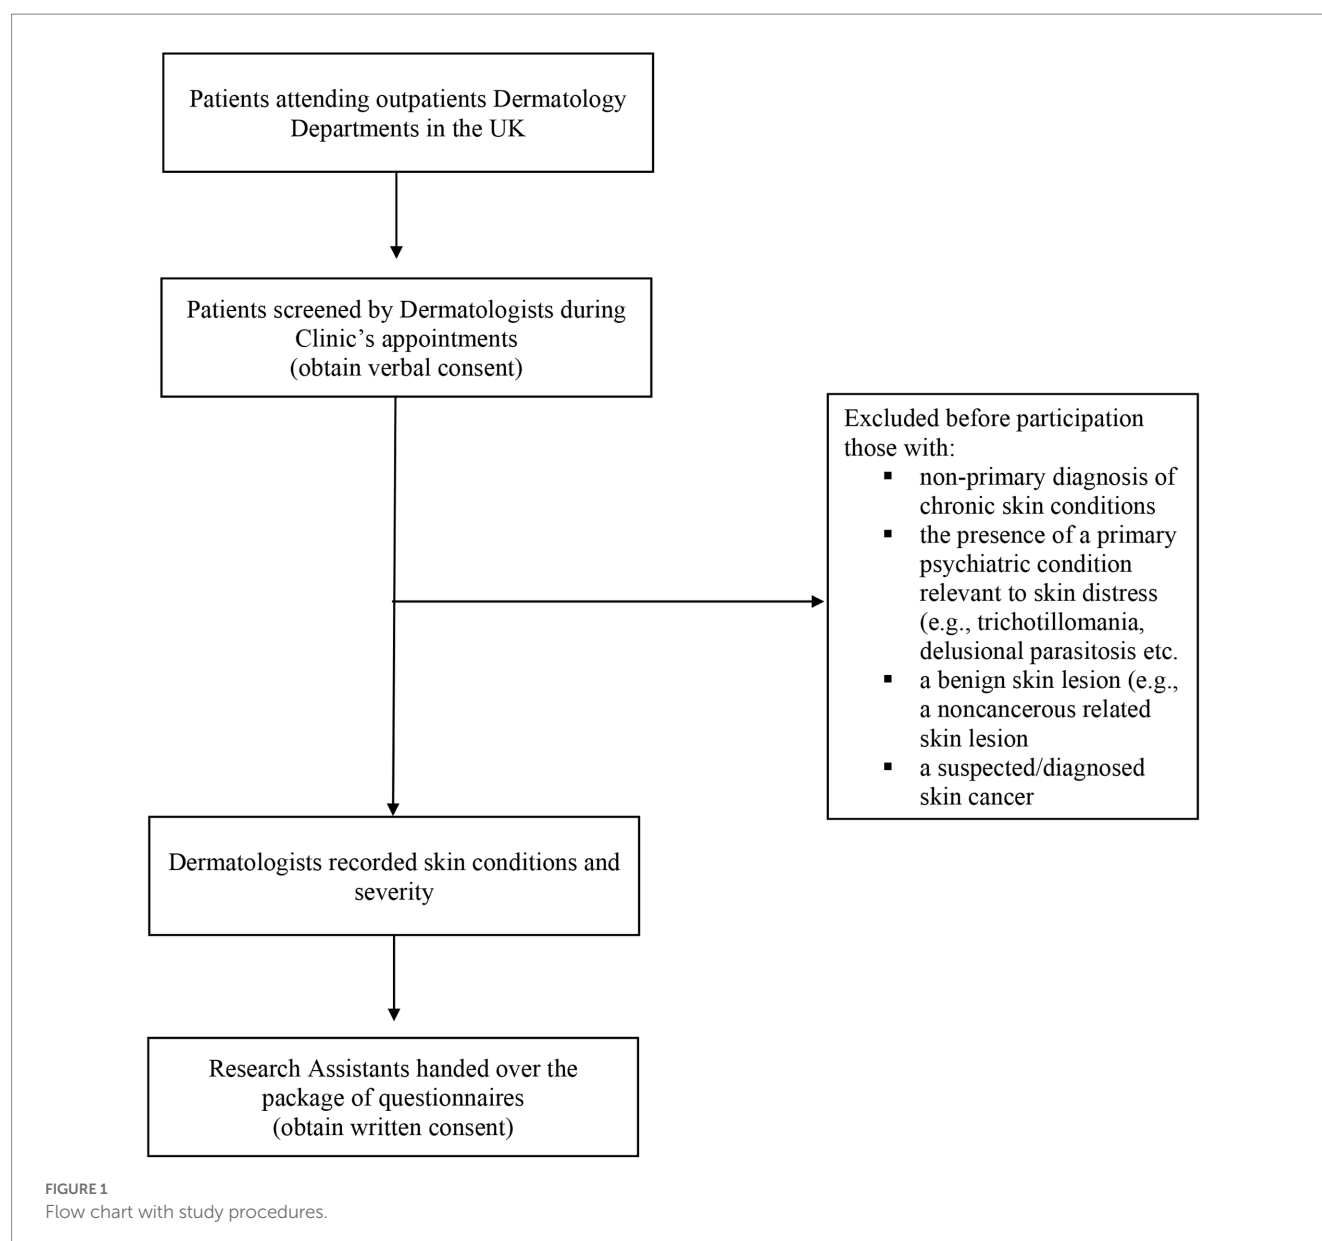 Patients attending outpatients Dermatology
Departments in the UK
Patients screened by Dermatologists during
Clinic’s appointments
(obtain verbal consent)
Excluded before participation
those with:
▪ non-primary diagnosis of
chronic skin conditions
▪ the presence of a primary
psychiatric condition
relevant to skin distress
(e.g., trichotillomania,
delusional parasitosis etc.
▪ a benign skin lesion (e.g.,
a noncancerous related
skin lesion
▪ a suspected/diagnosed
skin cancer
Dermatologists recorded skin conditions and
severity
Research Assistants handed over the
package of questionnaires
(obtain written consent)
FIGURE 1
Flow chart with study procedures.